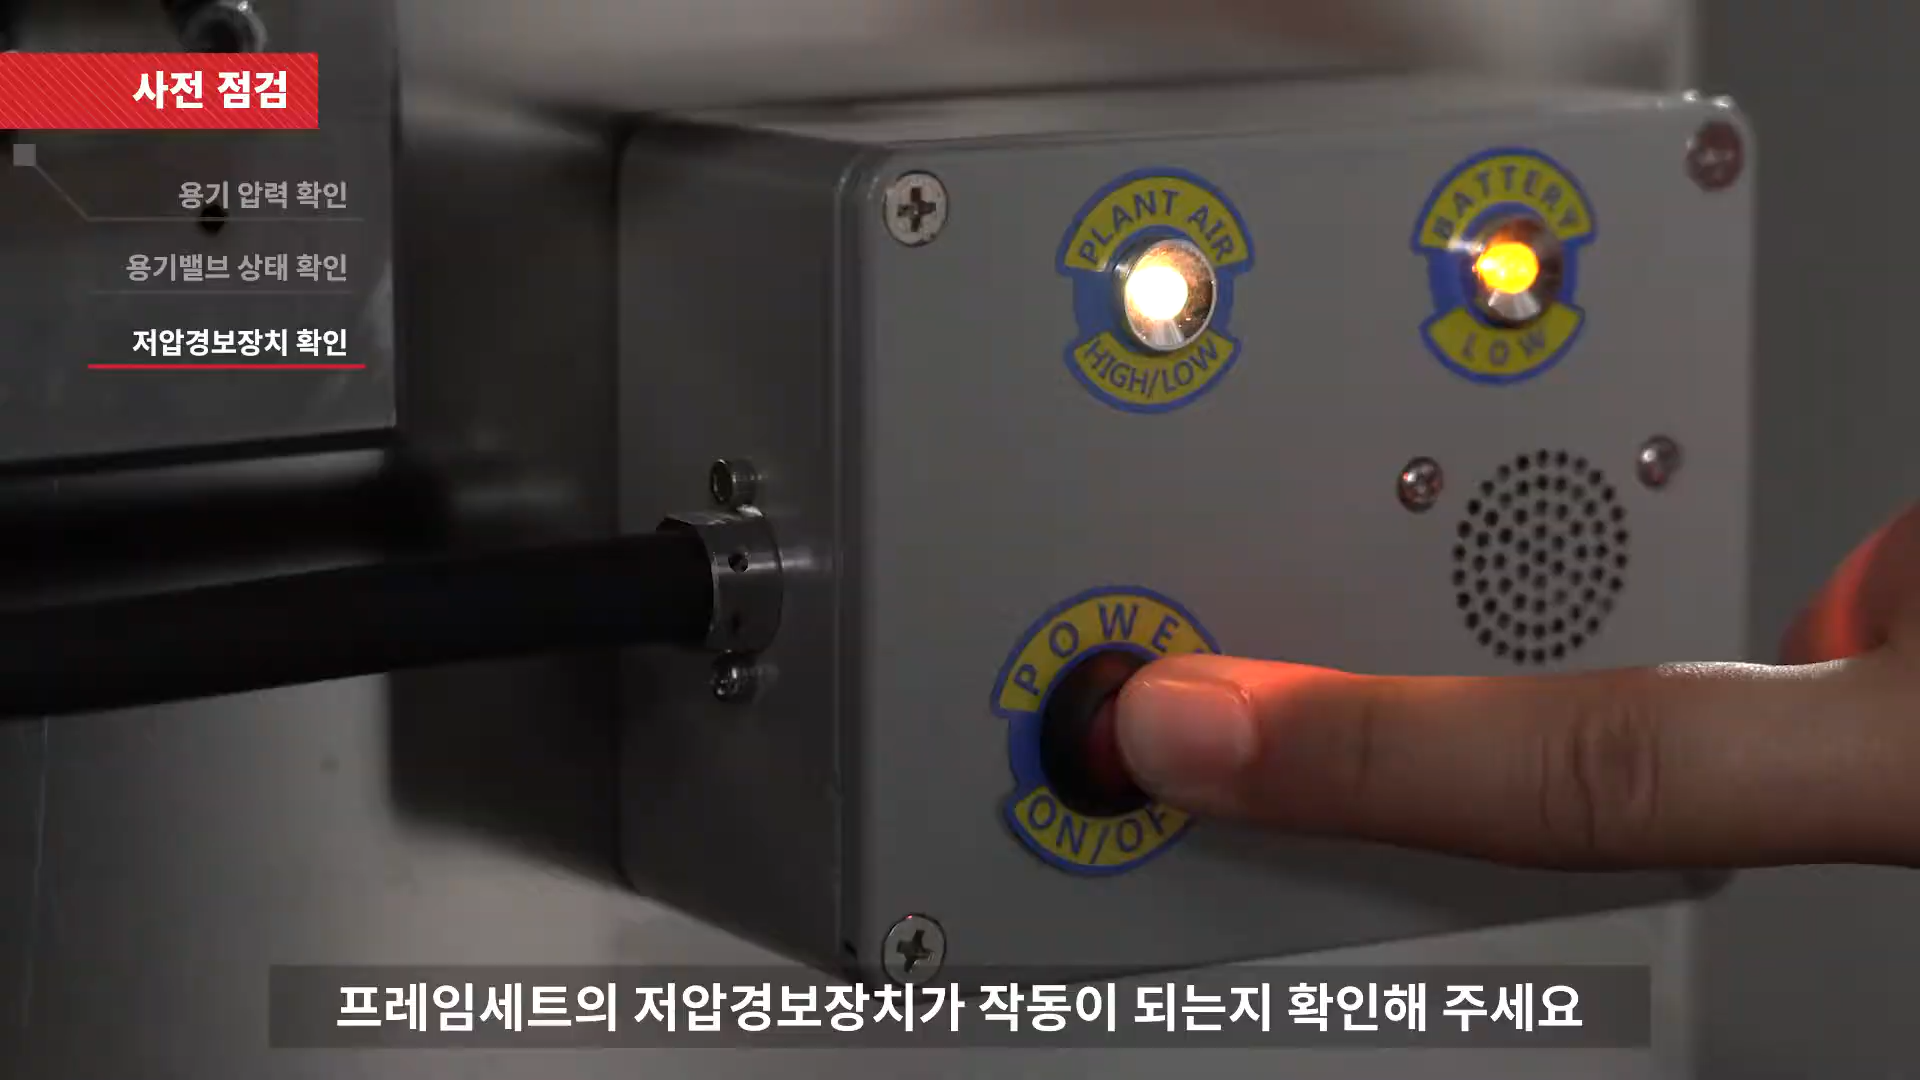 사전 점검
용기 압력 확인
용기밸브 상태 확인
저압경보장치 확인
PLANT AIR
HIGH/LOW
BATTERY
LOW
POWE
ON/OF
프레임세트의 저압경보장치가 작동이 되는지 확인해 주세요